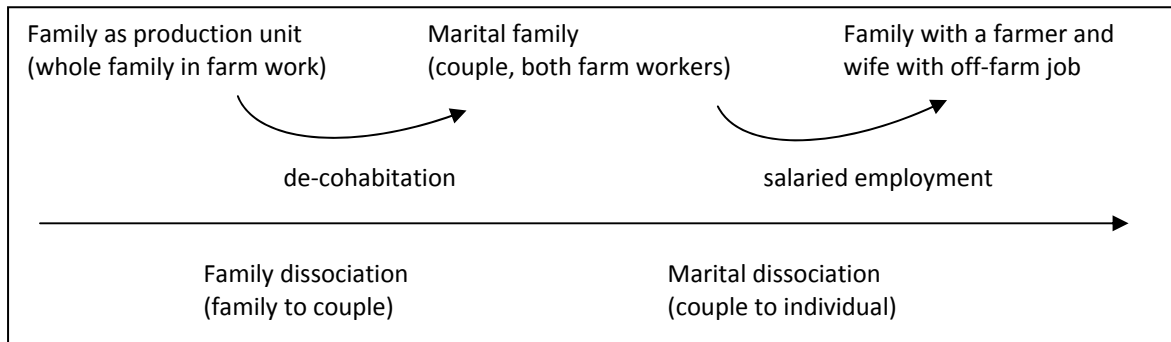 Family as production unit
(whole family in farm work)
Marital family
(couple, both farm workers)
Family with a farmer and
wife with off-farm job
de-cohabitation
salaried employment
Family dissociation
(family to couple)
Marital dissociation
(couple to individual)